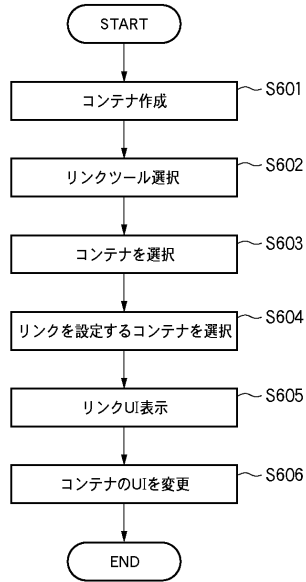 START
コンテナ作成
S601
リンクツール選択
S602
コンテナを選択
S603
リンクを設定するコンテナを選択
S604
リンクUI表示
S605
コンテナのUIを変更
S606
END